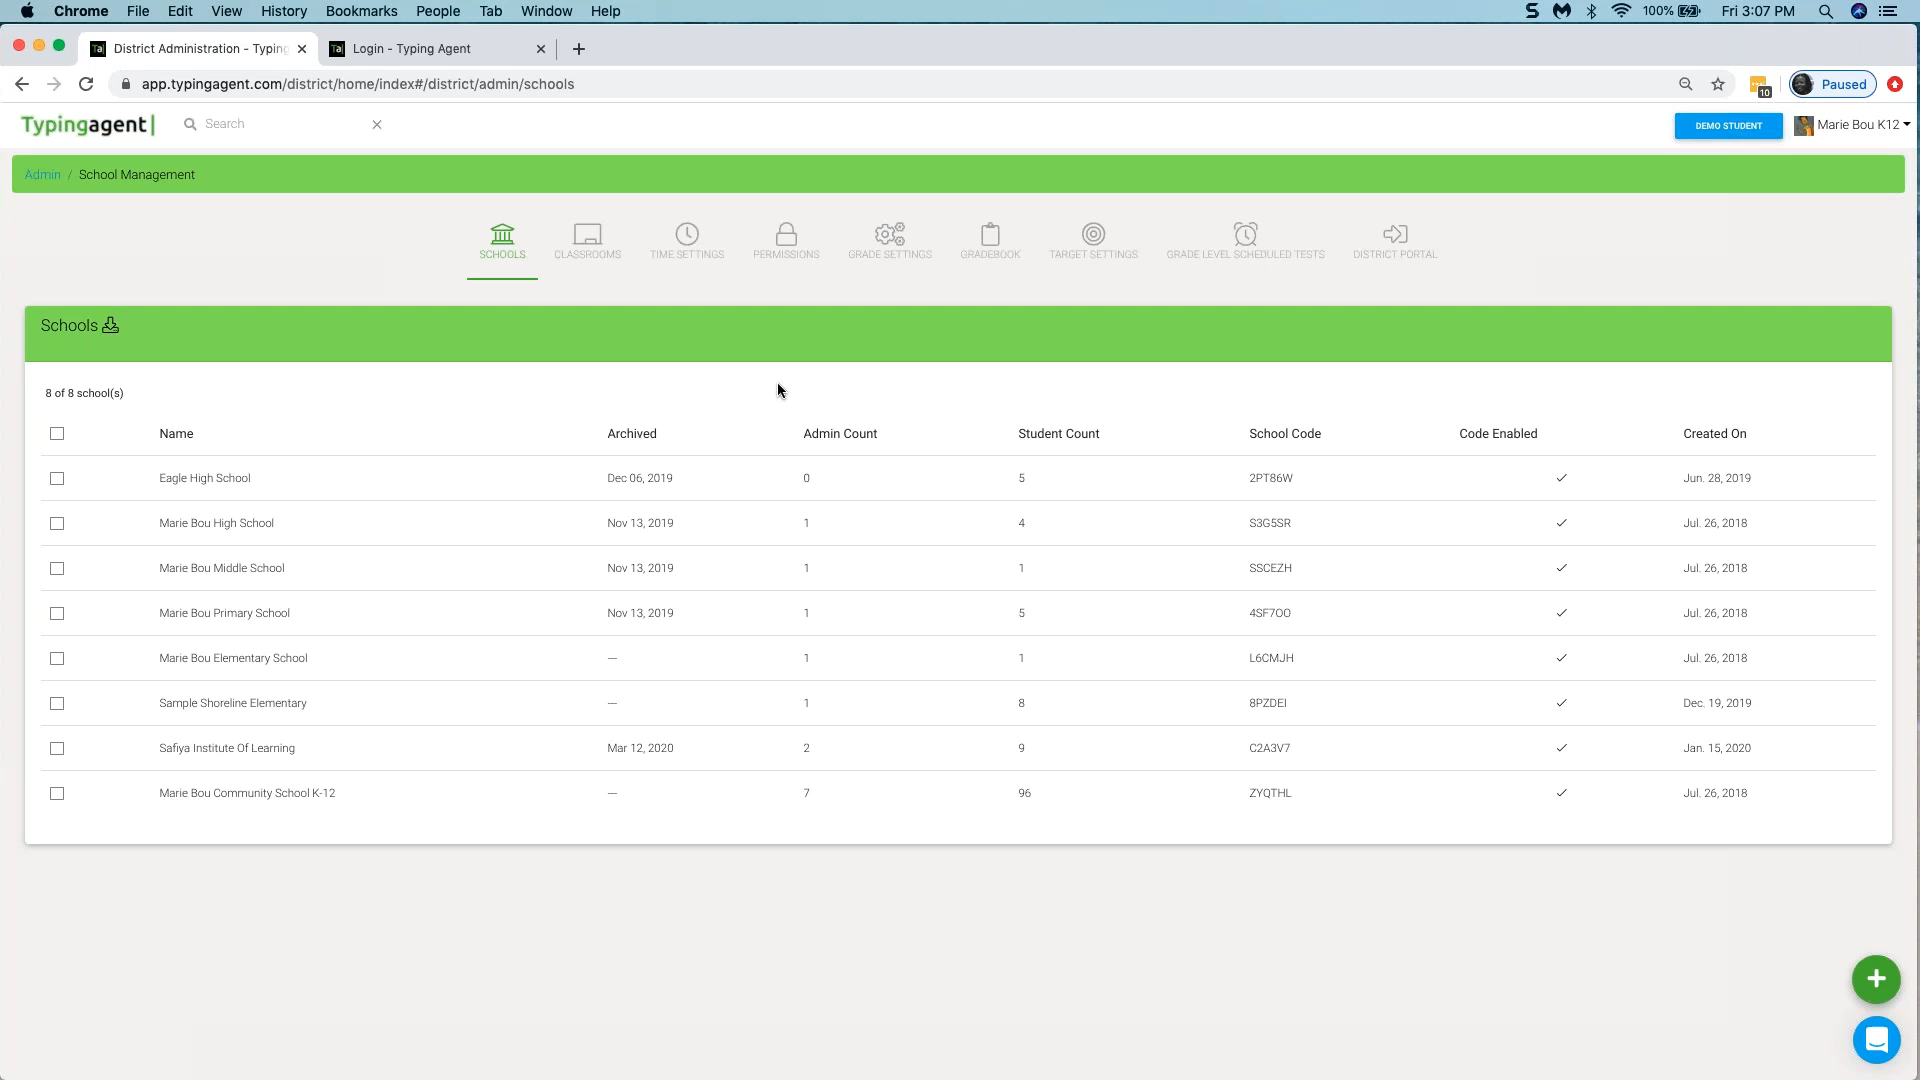 Chrome File Edit View History Bookmarks People Tab Window Help 100% Fri 3:07 PM
Ta District Administration - Typing Ta Login - Typing Agent
app.typingagent.com/district/home/index#/district/admin/schools 10 Paused
Typingagent| Search DEMO STUDENT Marie Bou K12
Admin / School Management
SCHOOLS CLASSROOMS TIME SETTINGS PERMISSIONS GRADE SETTINGS GRADEBOOK TARGET SETTINGS GRADE LEVEL SCHEDULED TESTS DISTRICT PORTAL
Schools
8 of 8 school(s)
Name Archived Admin Count Student Count School Code Code Enabled Created On
Eagle High School Dec 06, 2019 0 5 2PT86W Jun. 28, 2019
Marie Bou High School Nov 13, 2019 1 4 S3G5SR Jul. 26, 2018
Marie Bou Middle School Nov 13, 2019 1 1 SSCEZH Jul. 26, 2018
Marie Bou Primary School Nov 13, 2019 1 5 4SF7OO Jul. 26, 2018
Marie Bou Elementary School — 1 1 L6CMJH Jul. 26, 2018
Sample Shoreline Elementary — 1 8 8PZDEI Dec. 19, 2019
Safiya Institute Of Learning Mar 12, 2020 2 9 C2A3V7 Jan. 15, 2020
Marie Bou Community School K-12 — 7 96 ZYQTHL Jul. 26, 2018